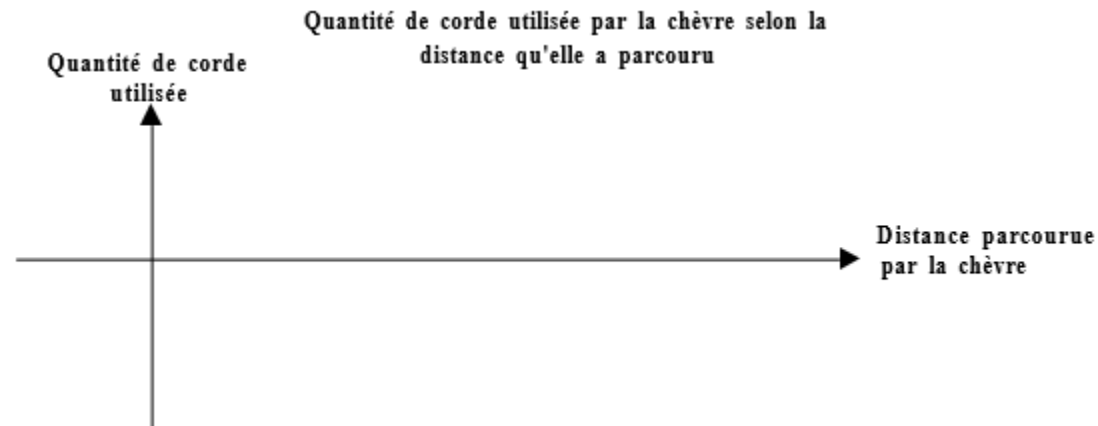 Quantité de corde utilisée par la chèvre selon la
distance qu'elle a parcouru
Quantité de corde
utilisée
Distance parcourue
par la chèvre